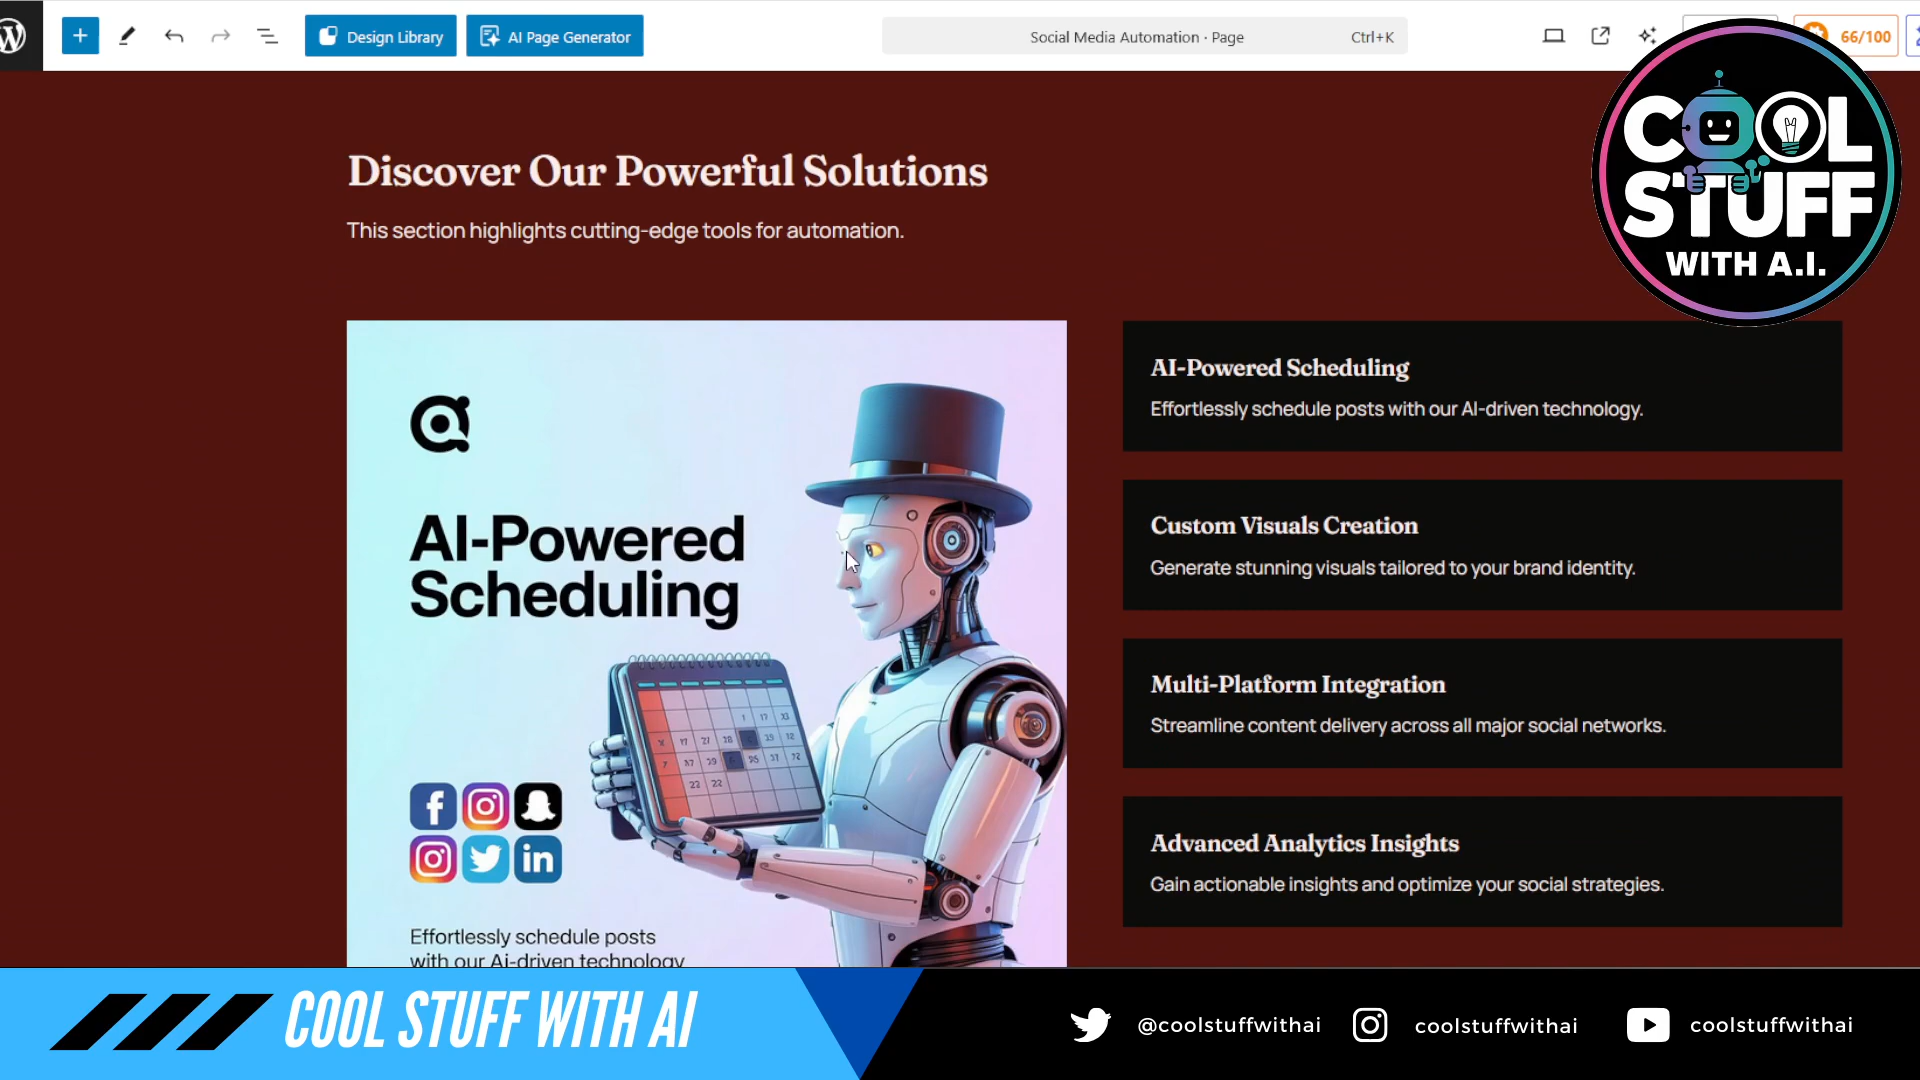 Design Library
AI Page Generator
Social Media Automation · Page
Ctrl+K
66/100
COOL
STUFF
WITH A.I.
Discover Our Powerful Solutions
This section highlights cutting-edge tools for automation.
AI-Powered
Scheduling
Effortlessly schedule posts
with our Ai-driven technology
AI-Powered Scheduling
Effortlessly schedule posts with our AI-driven technology.
Custom Visuals Creation
Generate stunning visuals tailored to your brand identity.
Multi-Platform Integration
Streamline content delivery across all major social networks.
Advanced Analytics Insights
Gain actionable insights and optimize your social strategies.
COOL STUFF WITH AI
@coolstuffwithai
coolstuffwithai
coolstuffwithai